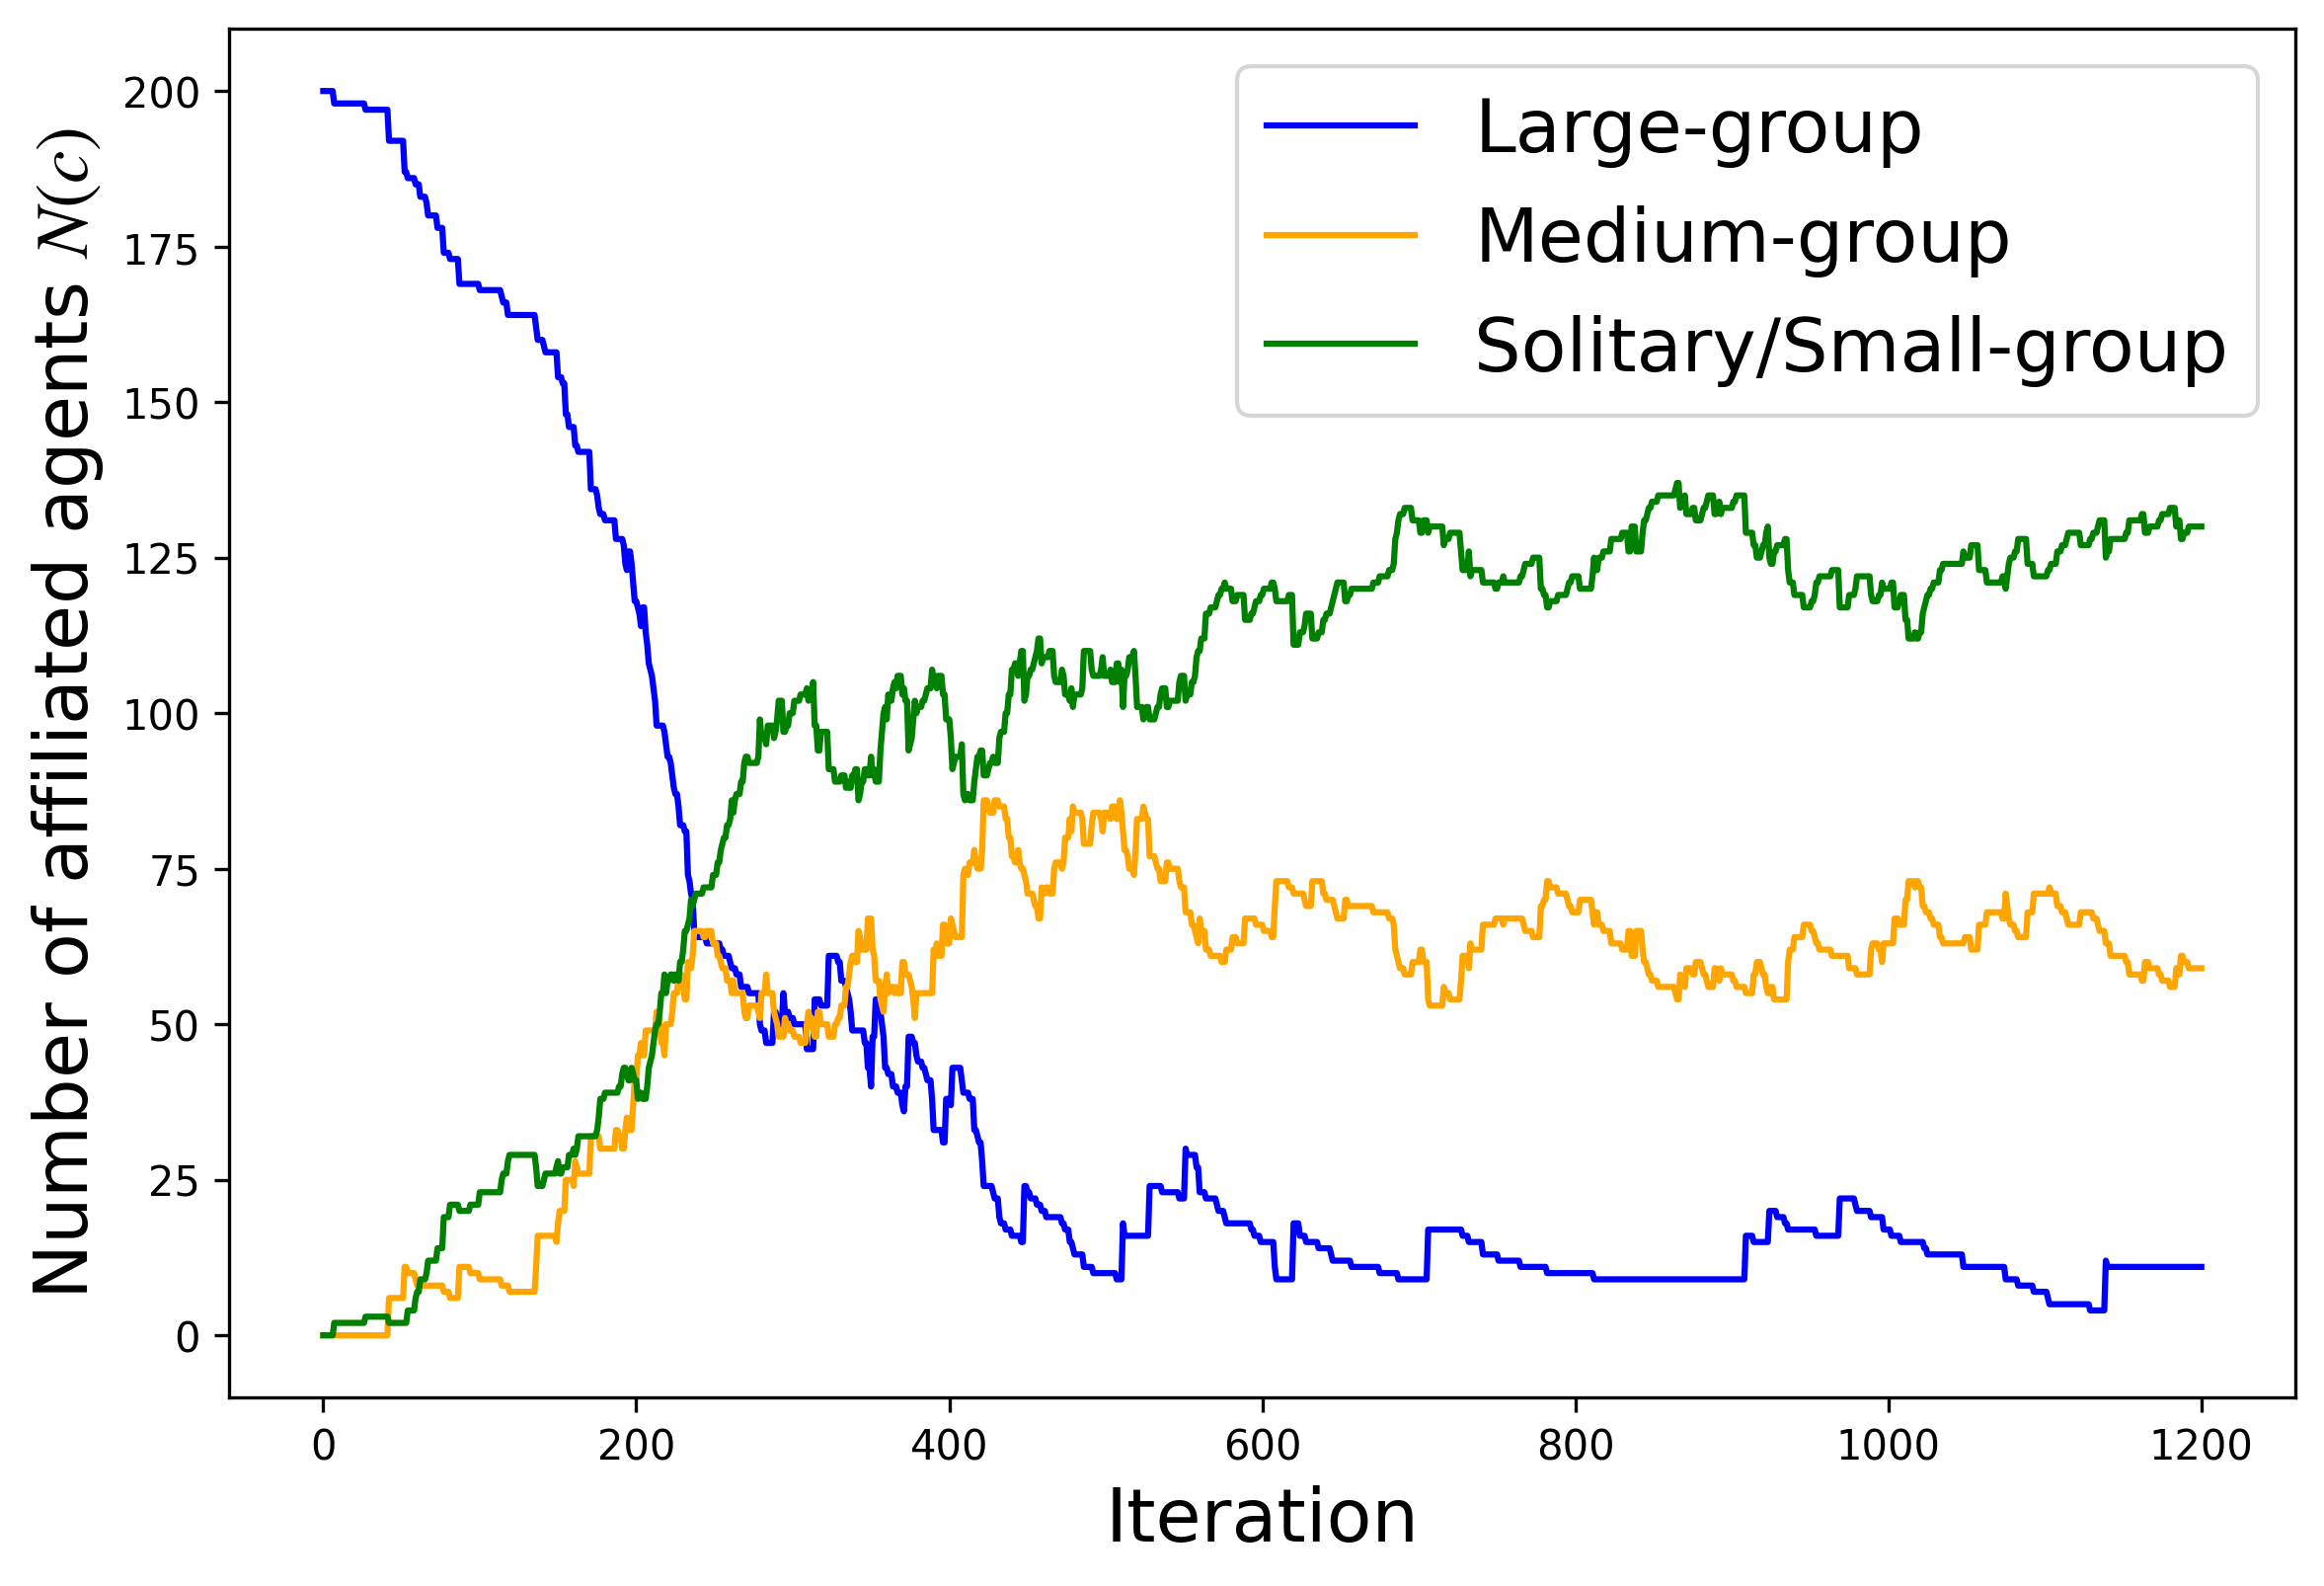 Number of affiliated agents N(c)
200
175
150
125
100
75
50
25
0
Large-group
Medium-group
Solitary/Small-group
0 200 400 600 800 1000 1200
Iteration